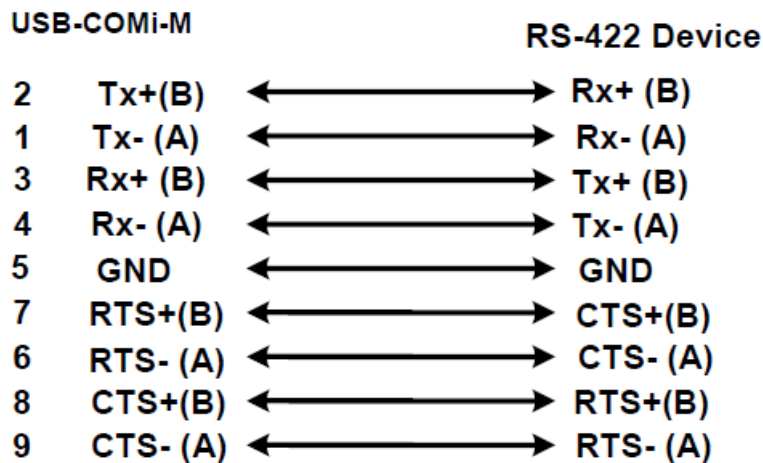 USB-COMi-M RS-422 Device
2 Tx+(B) Rx+ (B)
1 Tx- (A) Rx- (A)
3 Rx+ (B) Tx+ (B)
4 Rx- (A) Tx- (A)
5 GND GND
7 RTS+(B) CTS+(B)
6 RTS- (A) CTS- (A)
8 CTS+(B) RTS+(B)
9 CTS- (A) RTS- (A)